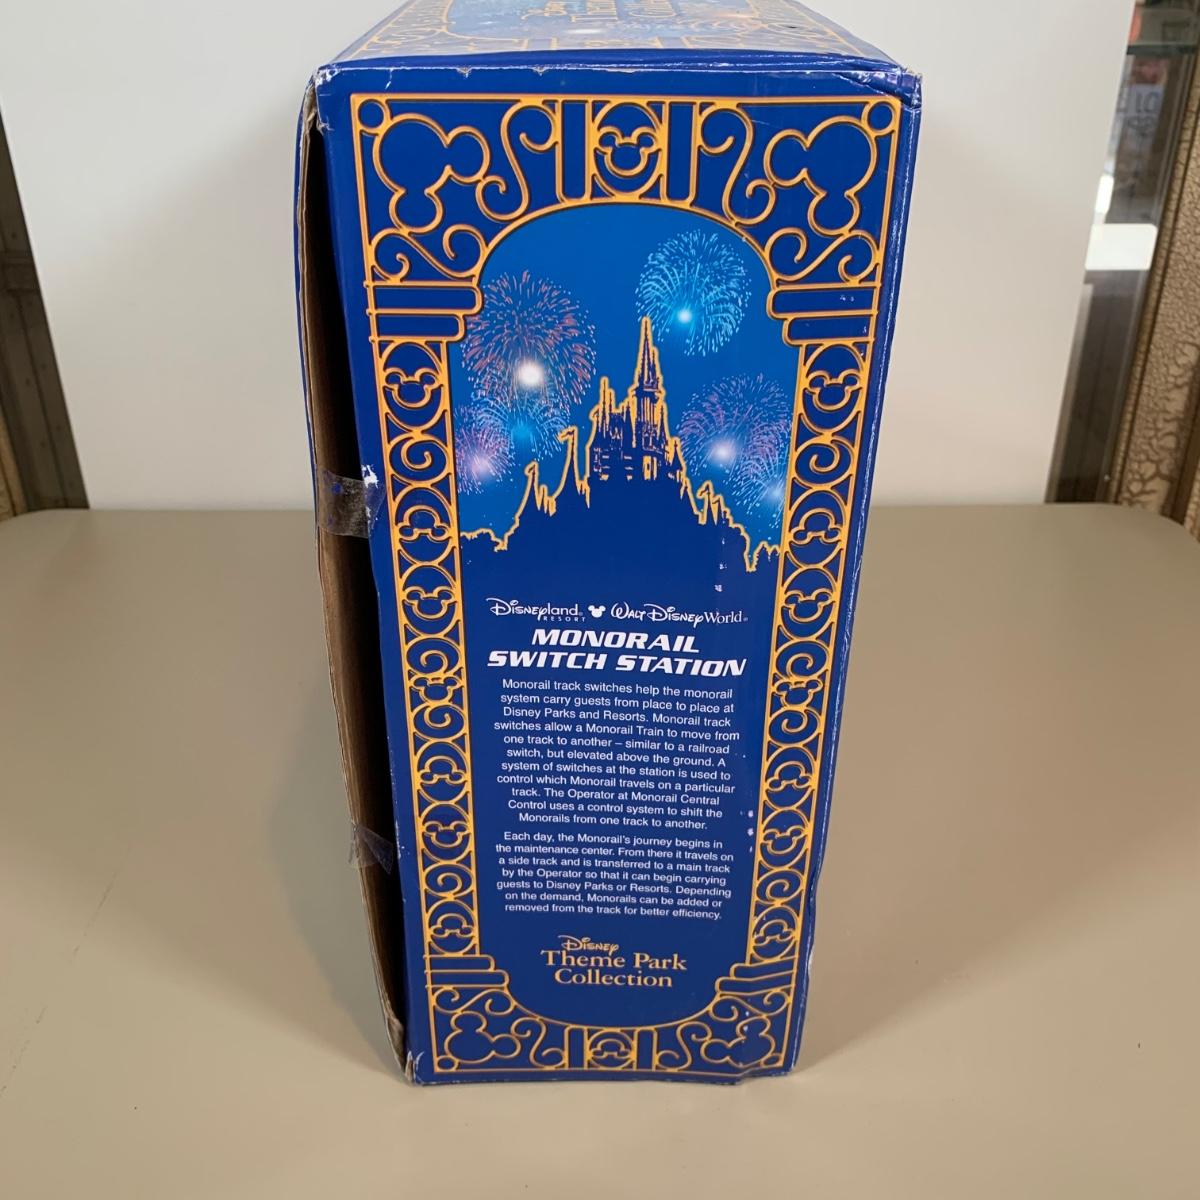 Disneyland RESORT Walt Disney World
MONORAIL
SWITCH STATION
Monorail track switches help the monorail
system carry guests from place to place at
Disney Parks and Resorts. Monorail track
switches allow a Monorail Train to move from
one track to another – similar to a railroad
switch, but elevated above the ground. A
system of switches at the station is used to
control which Monorail travels on a particular
track. The Operator at Monorail Central
Control uses a control system to shift the
Monorails from one track to another.
Each day, the Monorail's journey begins in
the maintenance center. From there it travels on
a side track and is transferred to a main track
by the Operator so that it can begin carrying
guests to Disney Parks or Resorts. Depending
on the demand, Monorails can be added or
removed from the track for better efficiency.
Disney
Theme Park
Collection